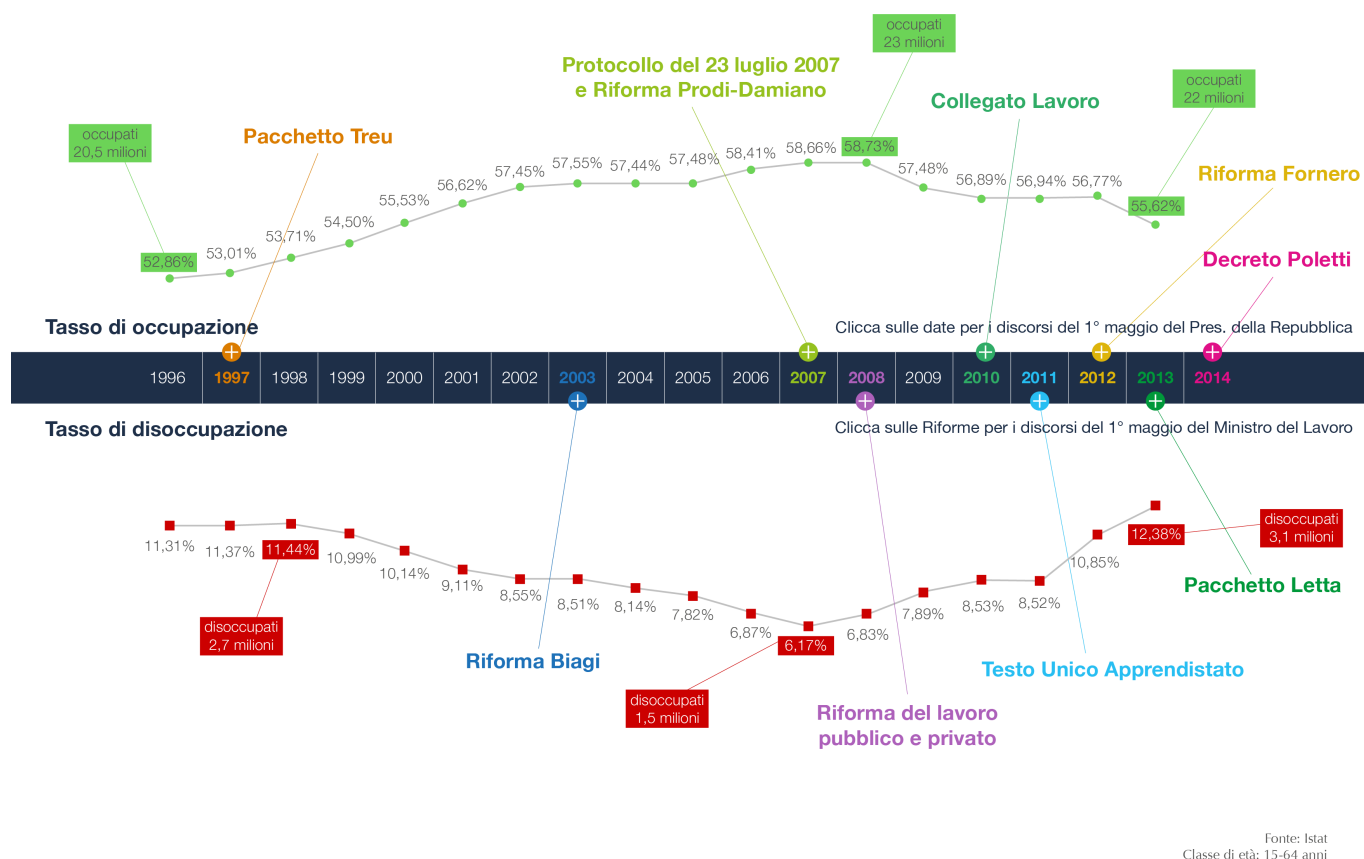 occupati
23 milioni
Protocollo del 23 luglio 2007
e Riforma Prodi-Damiano
occupati
22 milioni
Collegato Lavoro
occupati
20,5 milioni
Pacchetto Treu
Riforma Fornero
Decreto Poletti
52,86%
53,01%
53,71%
54,50%
55,53%
56,62%
57,45%
57,55%
57,44%
57,48%
58,41%
58,66%
58,73%
57,48%
56,89%
56,94%
56,77%
55,62%
Tasso di occupazione
Clicca sulle date per i discorsi del 1° maggio del Pres. della Repubblica
1996 1997 1998 1999 2000 2001 2002 2003 2004 2005 2006 2007 2008 2009 2010 2011 2012 2013 2014
Tasso di disoccupazione
Clicca sulle Riforme per i discorsi del 1° maggio del Ministro del Lavoro
11,31%
11,37%
11,44%
10,99%
10,14%
9,11%
8,55%
8,51%
8,14%
7,82%
6,87%
6,17%
6,83%
7,89%
8,53%
8,52%
10,85%
12,38%
disoccupati
3,1 milioni
Pacchetto Letta
disoccupati
2,7 milioni
Riforma Biagi
Testo Unico Apprendistato
disoccupati
1,5 milioni
Riforma del lavoro
pubblico e privato
Fonte: Istat
Classe di età: 15-64 anni